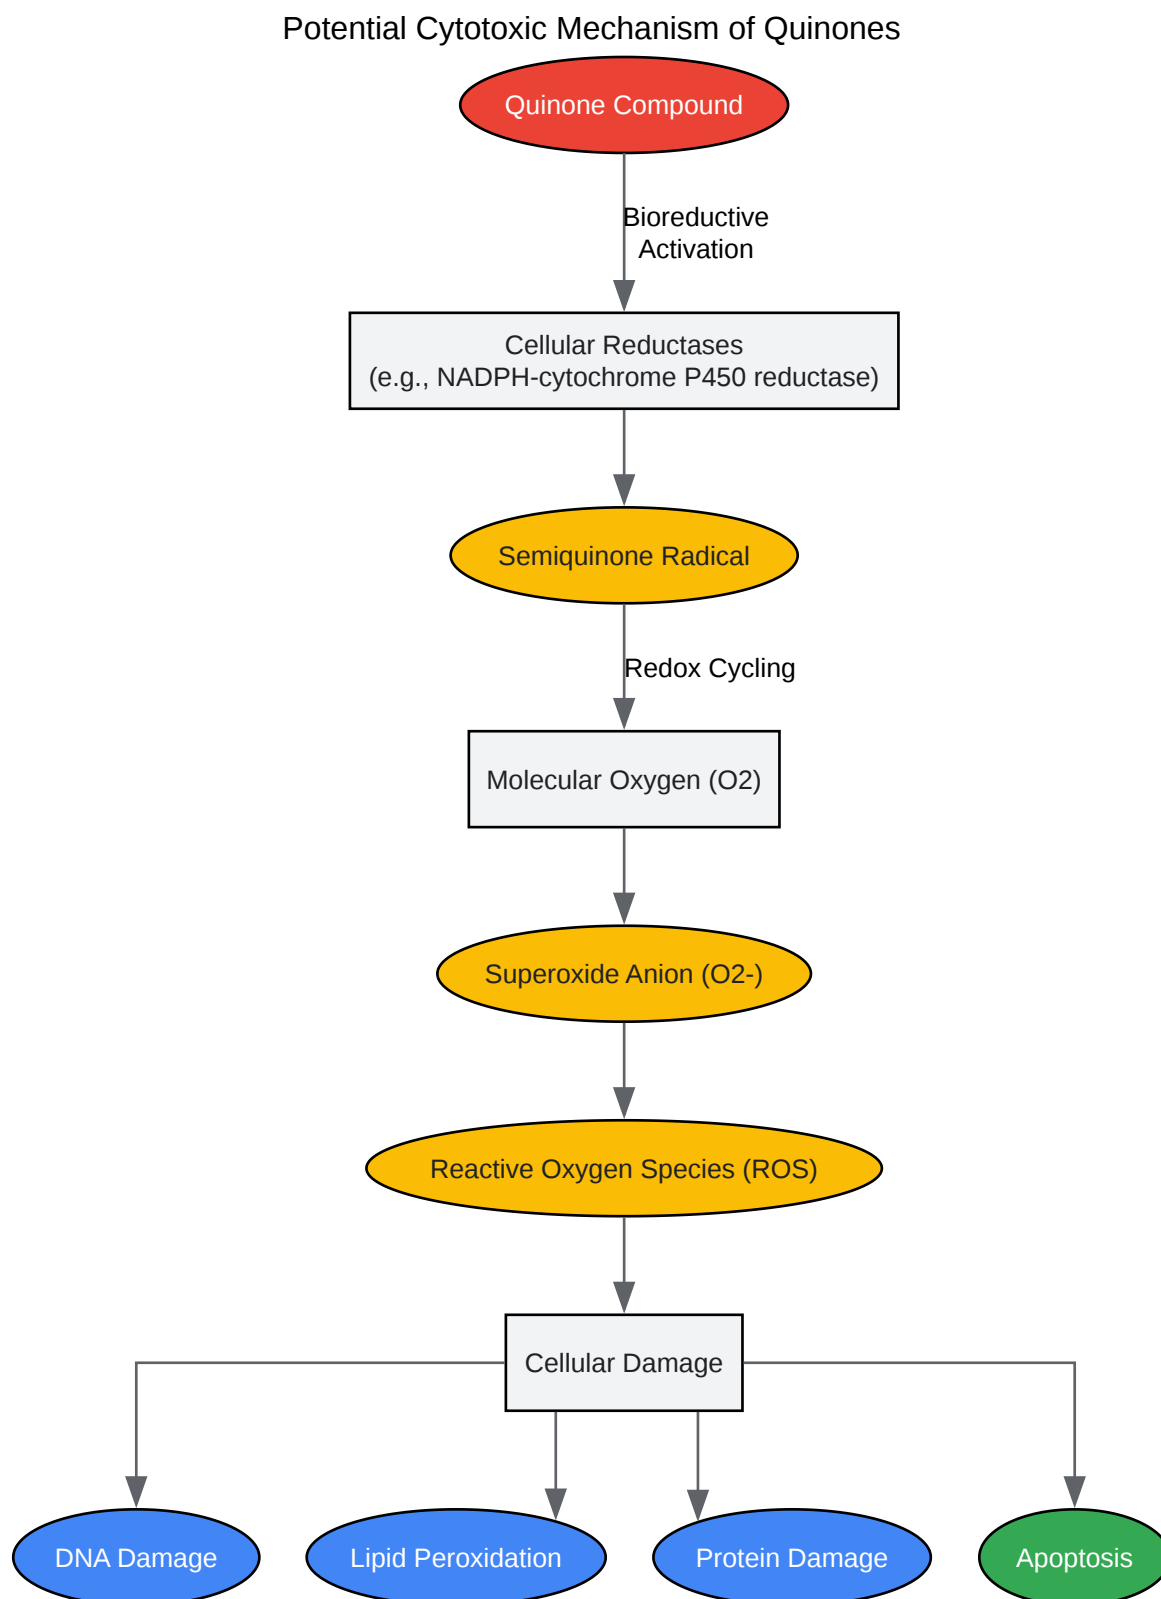 Potential Cytotoxic Mechanism of Quinones
Quinone Compound
Bioreductive
Activation
Cellular Reductases
(e.g., NADPH-cytochrome P450 reductase)
Semiquinone Radical
Redox Cycling
Molecular Oxygen (O2)
Superoxide Anion (O2-)
Reactive Oxygen Species (ROS)
Cellular Damage
DNA Damage
Lipid Peroxidation
Protein Damage
Apoptosis